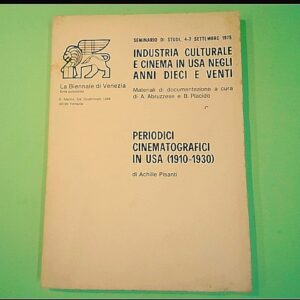 SEMINARIO DI STUDI, 4-7 SETTEMBRE 1975
INDUSTRIA CULTURALE
E CINEMA IN USA NEGLI
ANNI DIECI E VENTI
Materiali di documentazione a cura
di A. Abruzzese e B. Placido
La Biennale di Venezia
PERIODICI
CINEMATOGRAFICI
IN USA (1910-1930)
di Achille Pisanti